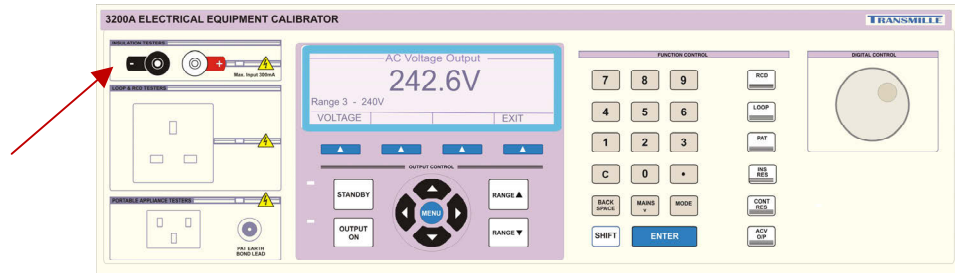 3200A ELECTRICAL EQUIPMENT CALIBRATOR
TRANSMILLE
INSULATION TESTERS
- +
Max. Input 300mA
LOOP & RCD TESTERS
PORTABLE APPLIANCE TESTERS
PAT EARTH
BOND LEAD
AC Voltage Output
242.6V
Range 3 - 240V
VOLTAGE EXIT
OUTPUT CONTROL
STANDBY
OUTPUT
ON
MENU
RANGE ▲
RANGE ▼
FUNCTION CONTROL
7 8 9
4 5 6
1 2 3
C 0 •
BACK
SPACE
MAINS
V
MODE
SHIFT ENTER
RCD
LOOP
PAT
INS
RES
CONT
RES
ACV
O/P
DIGITAL CONTROL